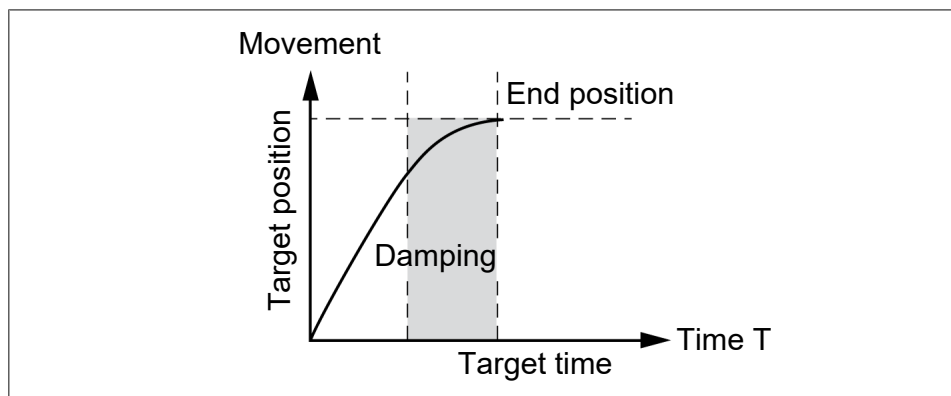 Movement
End position
Target position
Damping
Time T
Target time